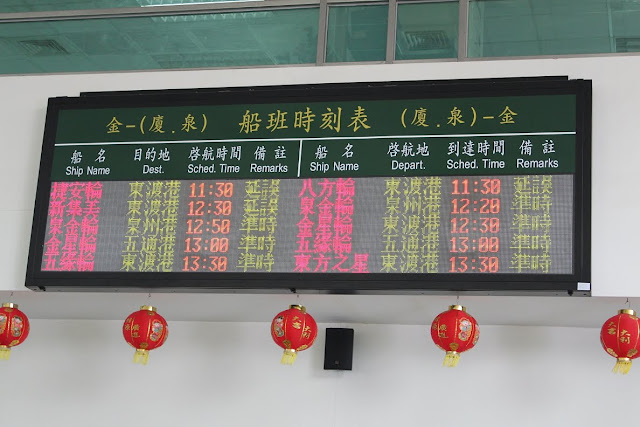 金-(廈.泉) 船班時刻表 (廈.泉)-金
船名 目的地 啓航時間 備註 船名 啓航地 到達時間 備註
Ship Name Dest. Sched. Time Remarks Ship Name Depart. Sched. Time Remarks
捷安輪 東渡港 11:30 延誤 八方輪 東渡港 11:30 延誤
新集美 東渡港 12:30 延誤 泉金輪 泉州港 12:20 延誤
泉金輪 泉州港 12:50 準時 金星輪 東渡港 12:30 準時
金星輪 五通港 13:00 準時 五緣輪 五通港 13:00 準時
五緣輪 東渡港 13:30 準時 東方之星 東渡港 13:30 準時